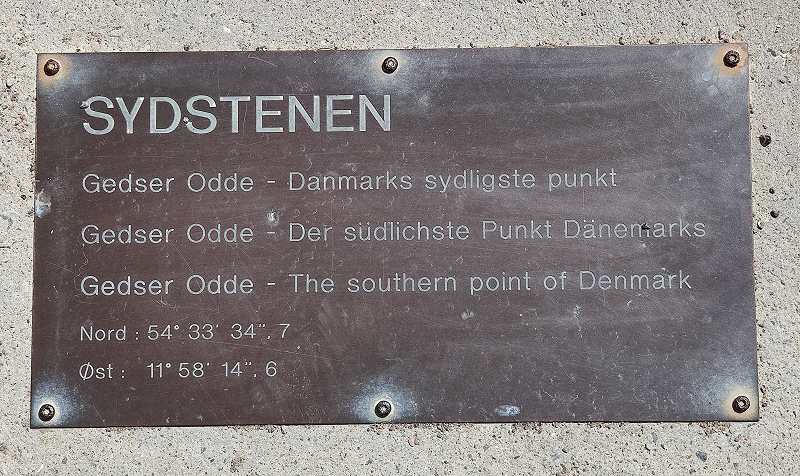 SYDSTENEN
Gedser Odde - Danmarks sydligste punkt
Gedser Odde - Der südlichste Punkt Dänemarks
Gedser Odde - The southern point of Denmark
Nord : 54° 33' 34", 7
Øst : 11° 58' 14", 6